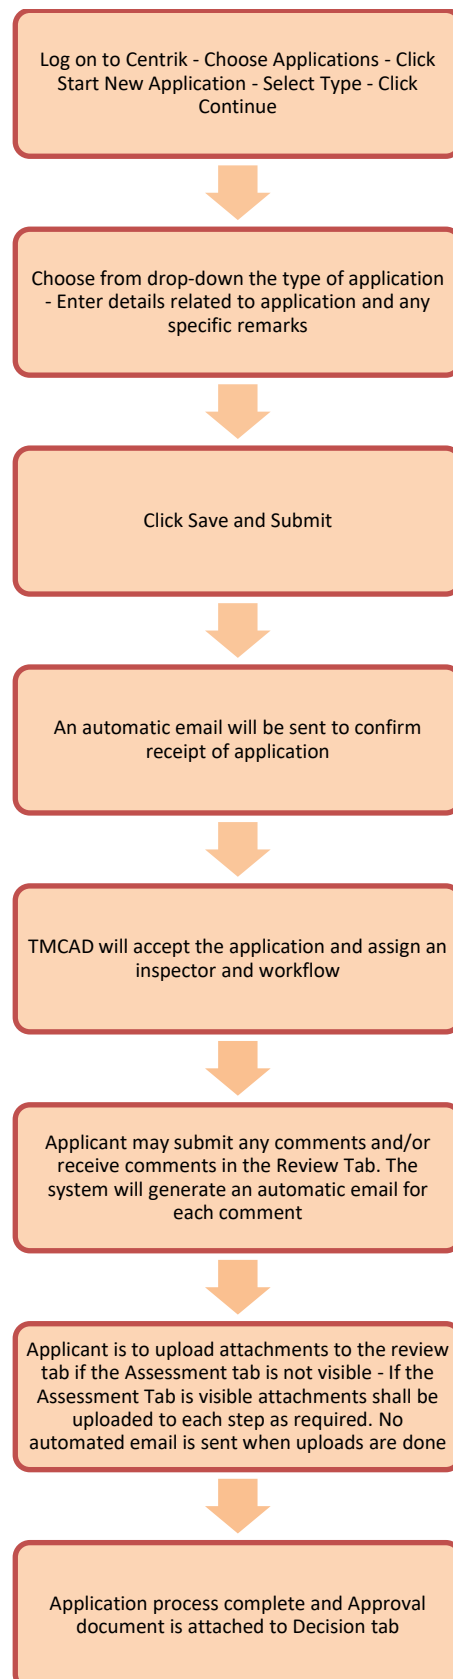 Log on to Centrik - Choose Applications - Click
Start New Application - Select Type - Click
Continue
Choose from drop-down the type of application
- Enter details related to application and any
specific remarks
Click Save and Submit
An automatic email will be sent to confirm
receipt of application
TMCAD will accept the application and assign an
inspector and workflow
Applicant may submit any comments and/or
receive comments in the Review Tab. The
system will generate an automatic email for
each comment
Applicant is to upload attachments to the review
tab if the Assessment tab is not visible - If the
Assessment Tab is visible attachments shall be
uploaded to each step as required. No
automated email is sent when uploads are done
Application process complete and Approval
document is attached to Decision tab